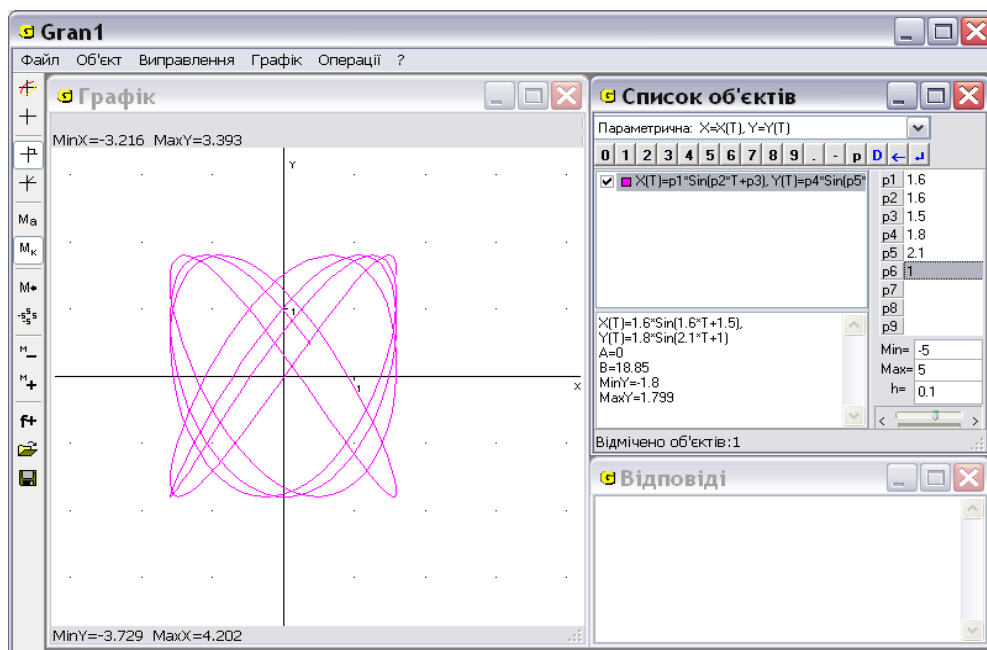 Gran1
Файл Об'єкт Виправлення Графік Операції ?
Графік
MinX=-3.216 MaxY=3.393
Y
1
1
X
MinY=-3.729 MaxX=4.202
Ma
Mк
M
M
M
f+
Список об'єктів
Параметрична: X=X(T), Y=Y(T)
0 1 2 3 4 5 6 7 8 9 . - p D
X(T)=p1*Sin(p2*T+p3), Y(T)=p4*Sin(p5*
p1 1.6
p2 1.6
p3 1.5
p4 1.8
p5 2.1
p6 1
p7
p8
p9
X(T)=1.6*Sin(1.6*T+1.5),
Y(T)=1.8*Sin(2.1*T+1)
A=0
B=18.85
MinY=-1.8
MaxY=1.799
Min= -5
Max= 5
h= 0.1
Відмічено об'єктів:1
Відповіді